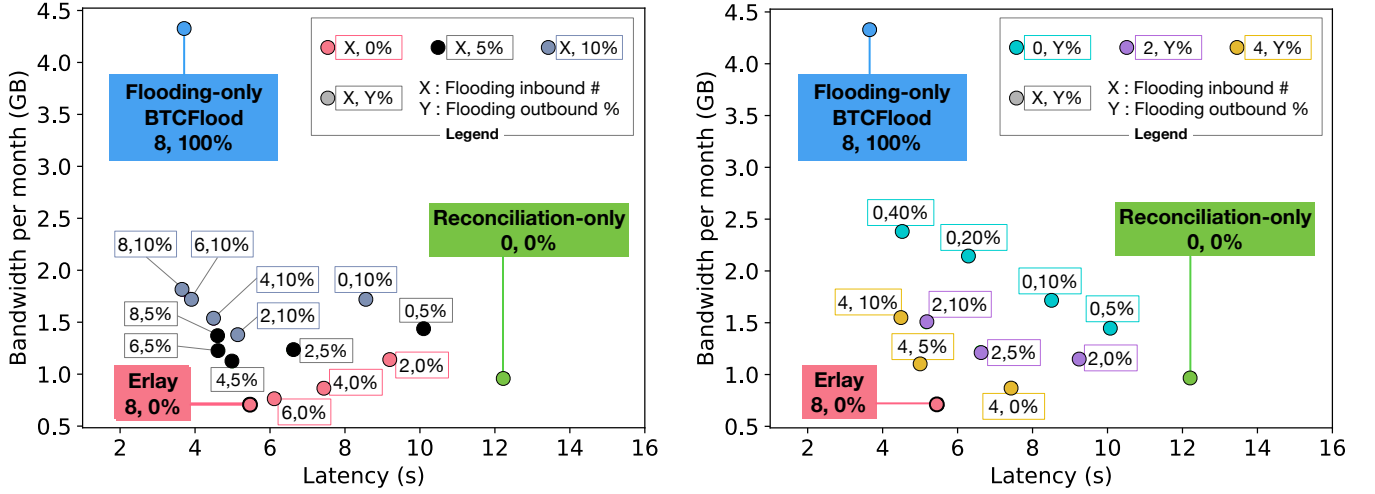 4.5
4.0
3.5
3.0
2.5
2.0
1.5
1.0
0.5
Bandwidth per month (GB)
2 4 6 8 10 12 14 16
Latency (s)
X, 0%
X, 5%
X, 10%
X, Y%
X : Flooding inbound #
Y : Flooding outbound %
Legend
Flooding-only
BTCFlood
8, 100%
Reconciliation-only
0, 0%
8,10%
6,10%
4,10%
0,10%
8,5%
2,10%
0,5%
6,5%
2,5%
4,5%
2,0%
4,0%
6,0%
Erlay
8, 0%
4.5
4.0
3.5
3.0
2.5
2.0
1.5
1.0
0.5
Bandwidth per month (GB)
2 4 6 8 10 12 14 16
Latency (s)
0, Y%
2, Y%
4, Y%
X, Y%
X : Flooding inbound #
Y : Flooding outbound %
Legend
Flooding-only
BTCFlood
8, 100%
Reconciliation-only
0, 0%
0,40%
0,20%
0,10%
0,5%
4, 10%
2,10%
4, 5%
2,5%
2,0%
4, 0%
Erlay
8, 0%